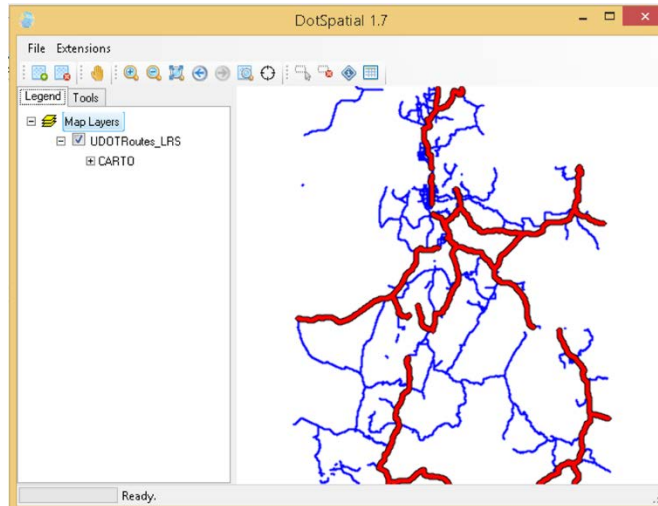 DotSpatial 1.7
File Extensions
Legend Tools
Map Layers
UDOTRoutes_LRS
CARTO
Ready.